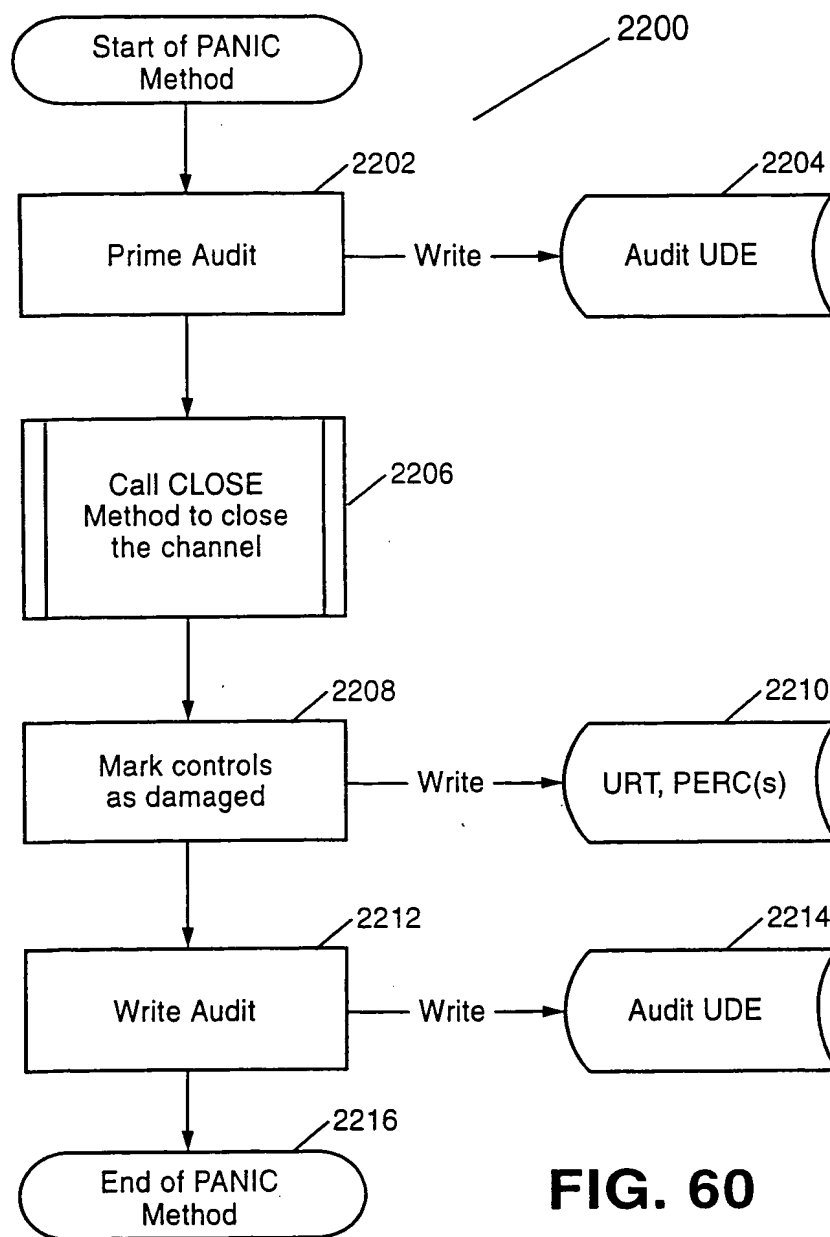 Start of PANIC
Method
2200
2202
Prime Audit
Write
2204
Audit UDE
2206
Call CLOSE
Method to close
the channel
2208
Mark controls
as damaged
Write
2210
URT, PERC(s)
2212
Write Audit
Write
2214
Audit UDE
2216
End of PANIC
Method
FIG. 60